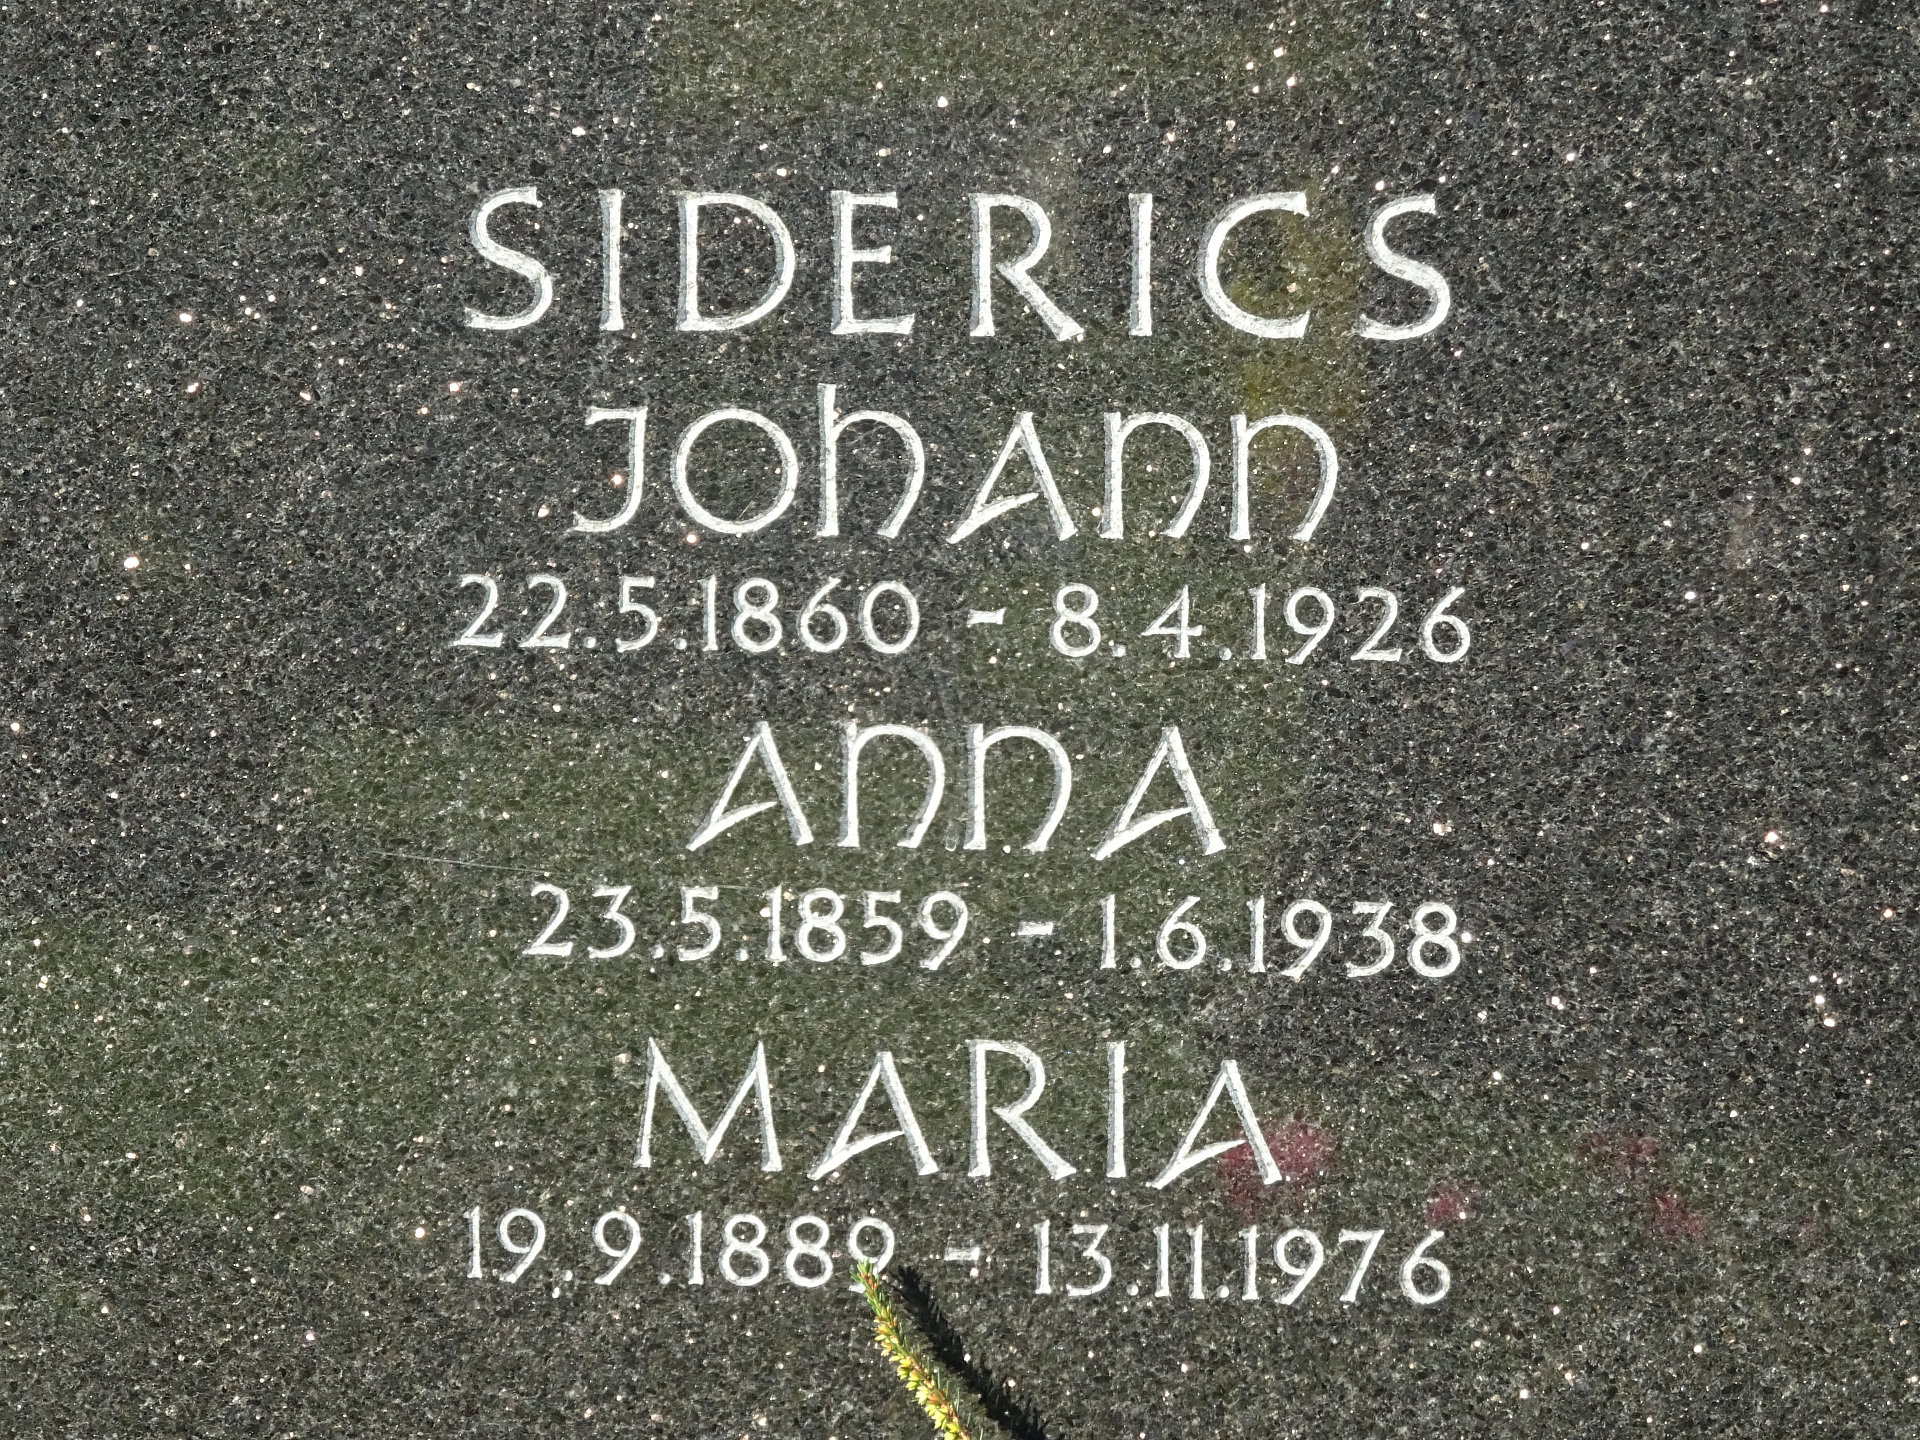 SIDERICS
JohAnn
22.5.1860 - 8.4.1926
AnnA
23.5.1859 - 1.6.1938
MARIA
19.9.1889 - 13.11.1976